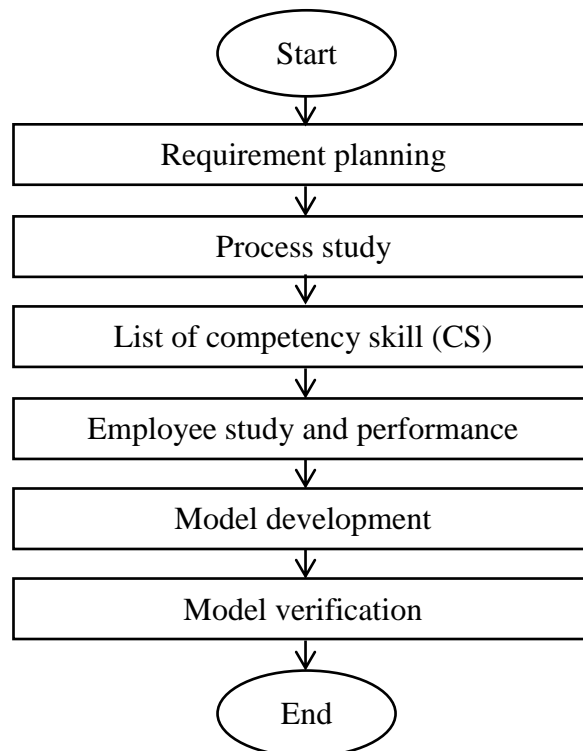 Start
Requirement planning
Process study
List of competency skill (CS)
Employee study and performance
Model development
Model verification
End